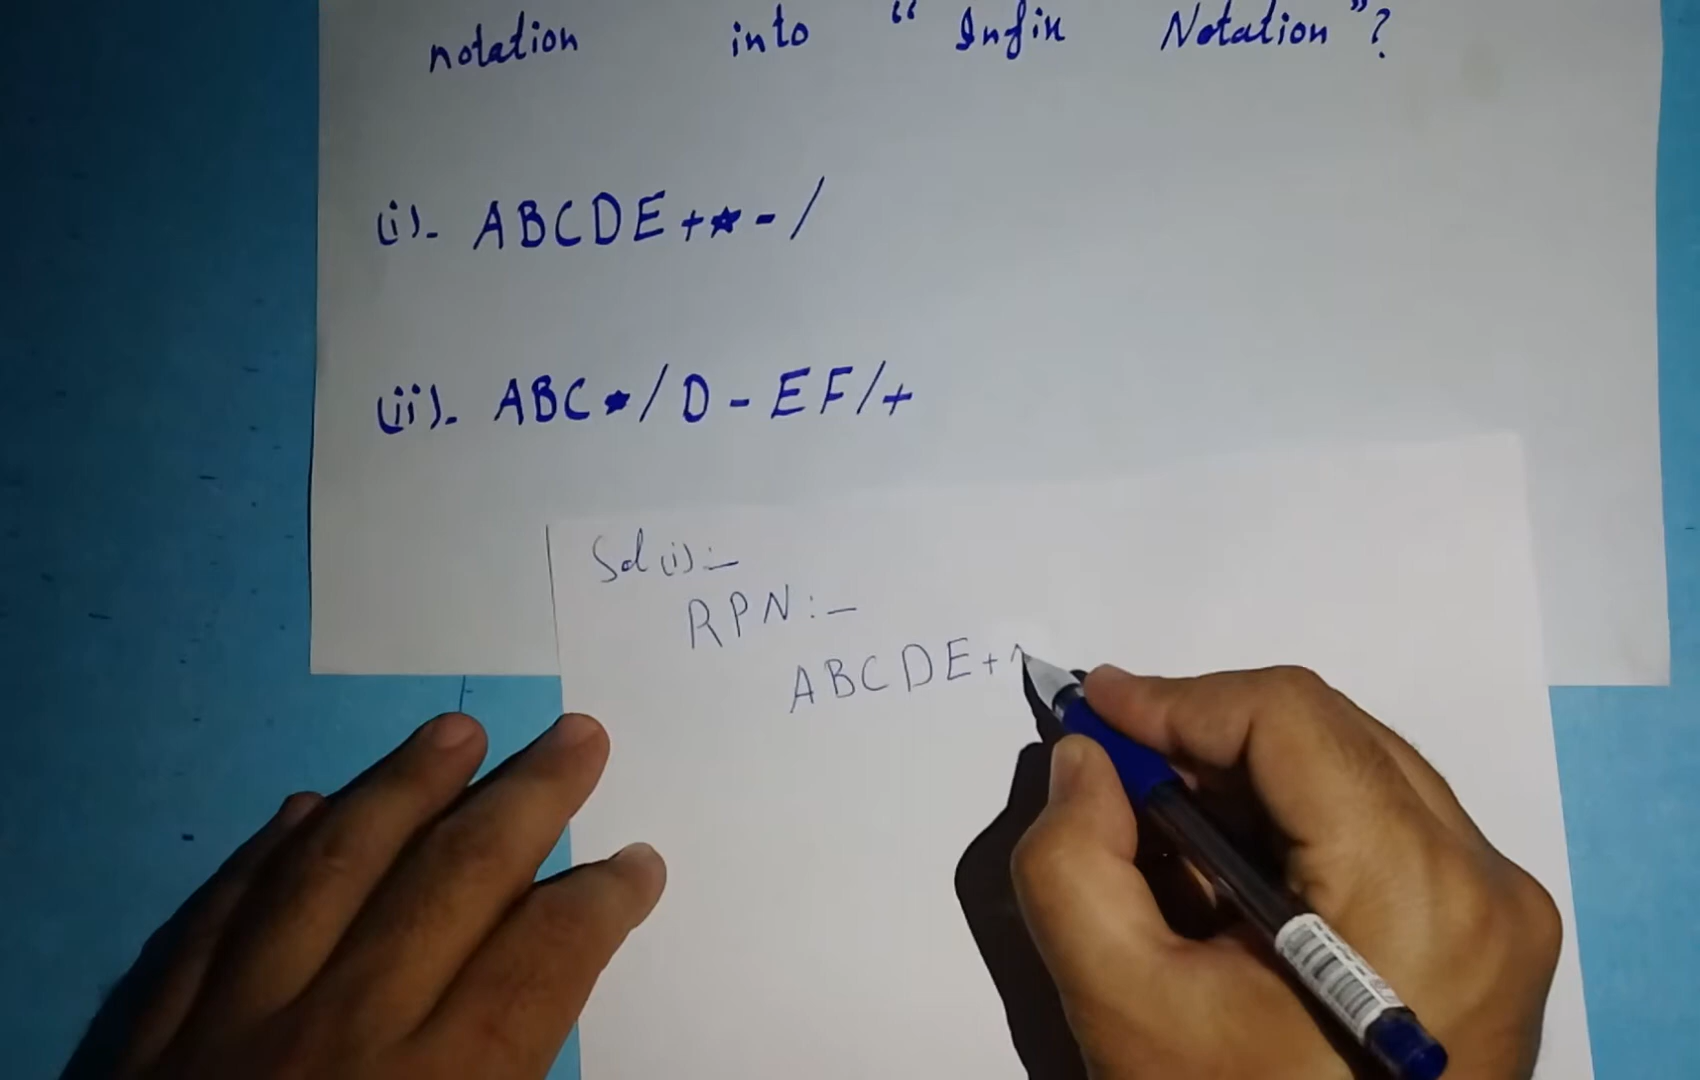 notation into “ Infix Notation ”?
(i)- ABCDE+*-/
(ii)- ABC*/D-EF/+
Sol (i):-
RPN:-
ABCDE+